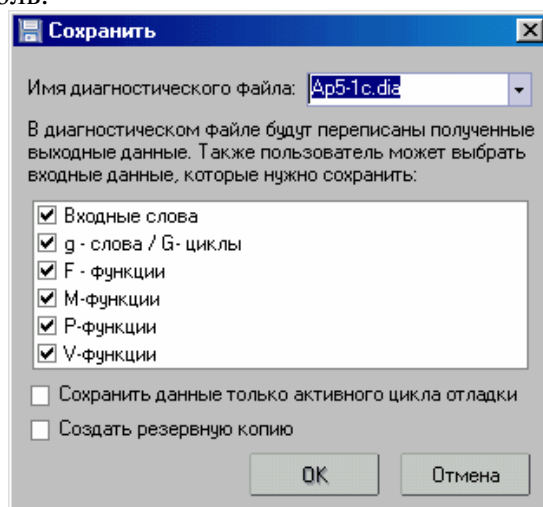 оль.
Сохранить
Имя диагностического файла: Ap5-1c.dia
В диагностическом файле будут переписаны полученные
выходные данные. Также пользователь может выбрать
входные данные, которые нужно сохранить:
Входные слова
g - слова / G- циклы
F - функции
M-функции
P-функции
V-функции
Сохранить данные только активного цикла отладки
Создать резервную копию
OK Отмена